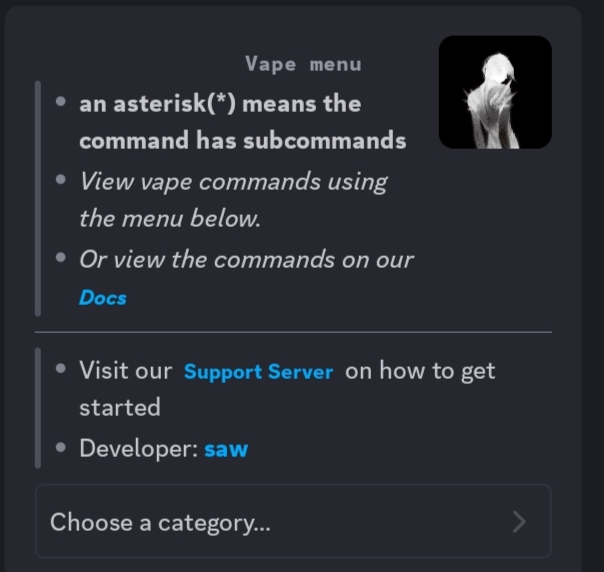 Vape menu
an asterisk(*) means the
command has subcommands
View vape commands using
the menu below.
Or view the commands on our
Docs
Visit our Support Server on how to get
started
Developer: saw
Choose a category...